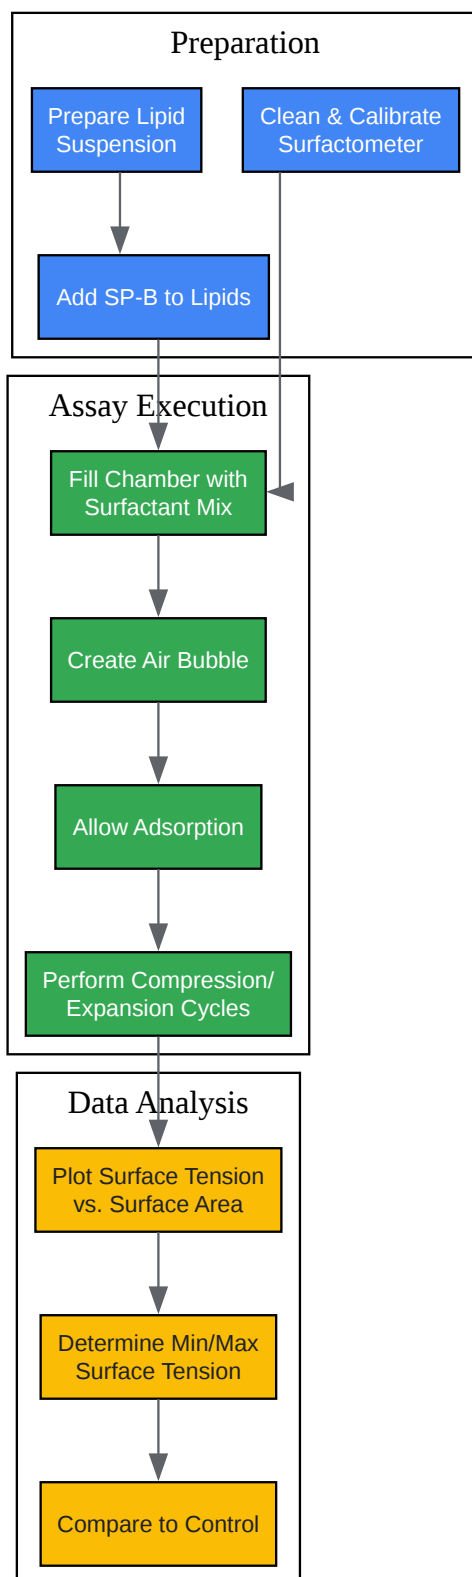 Preparation
Prepare Lipid
Suspension
Clean & Calibrate
Surfactometer
Add SP-B to Lipids
Assay Execution
Fill Chamber with
Surfactant Mix
Create Air Bubble
Allow Adsorption
Perform Compression/
Expansion Cycles
Data Analysis
Plot Surface Tension
vs. Surface Area
Determine Min/Max
Surface Tension
Compare to Control